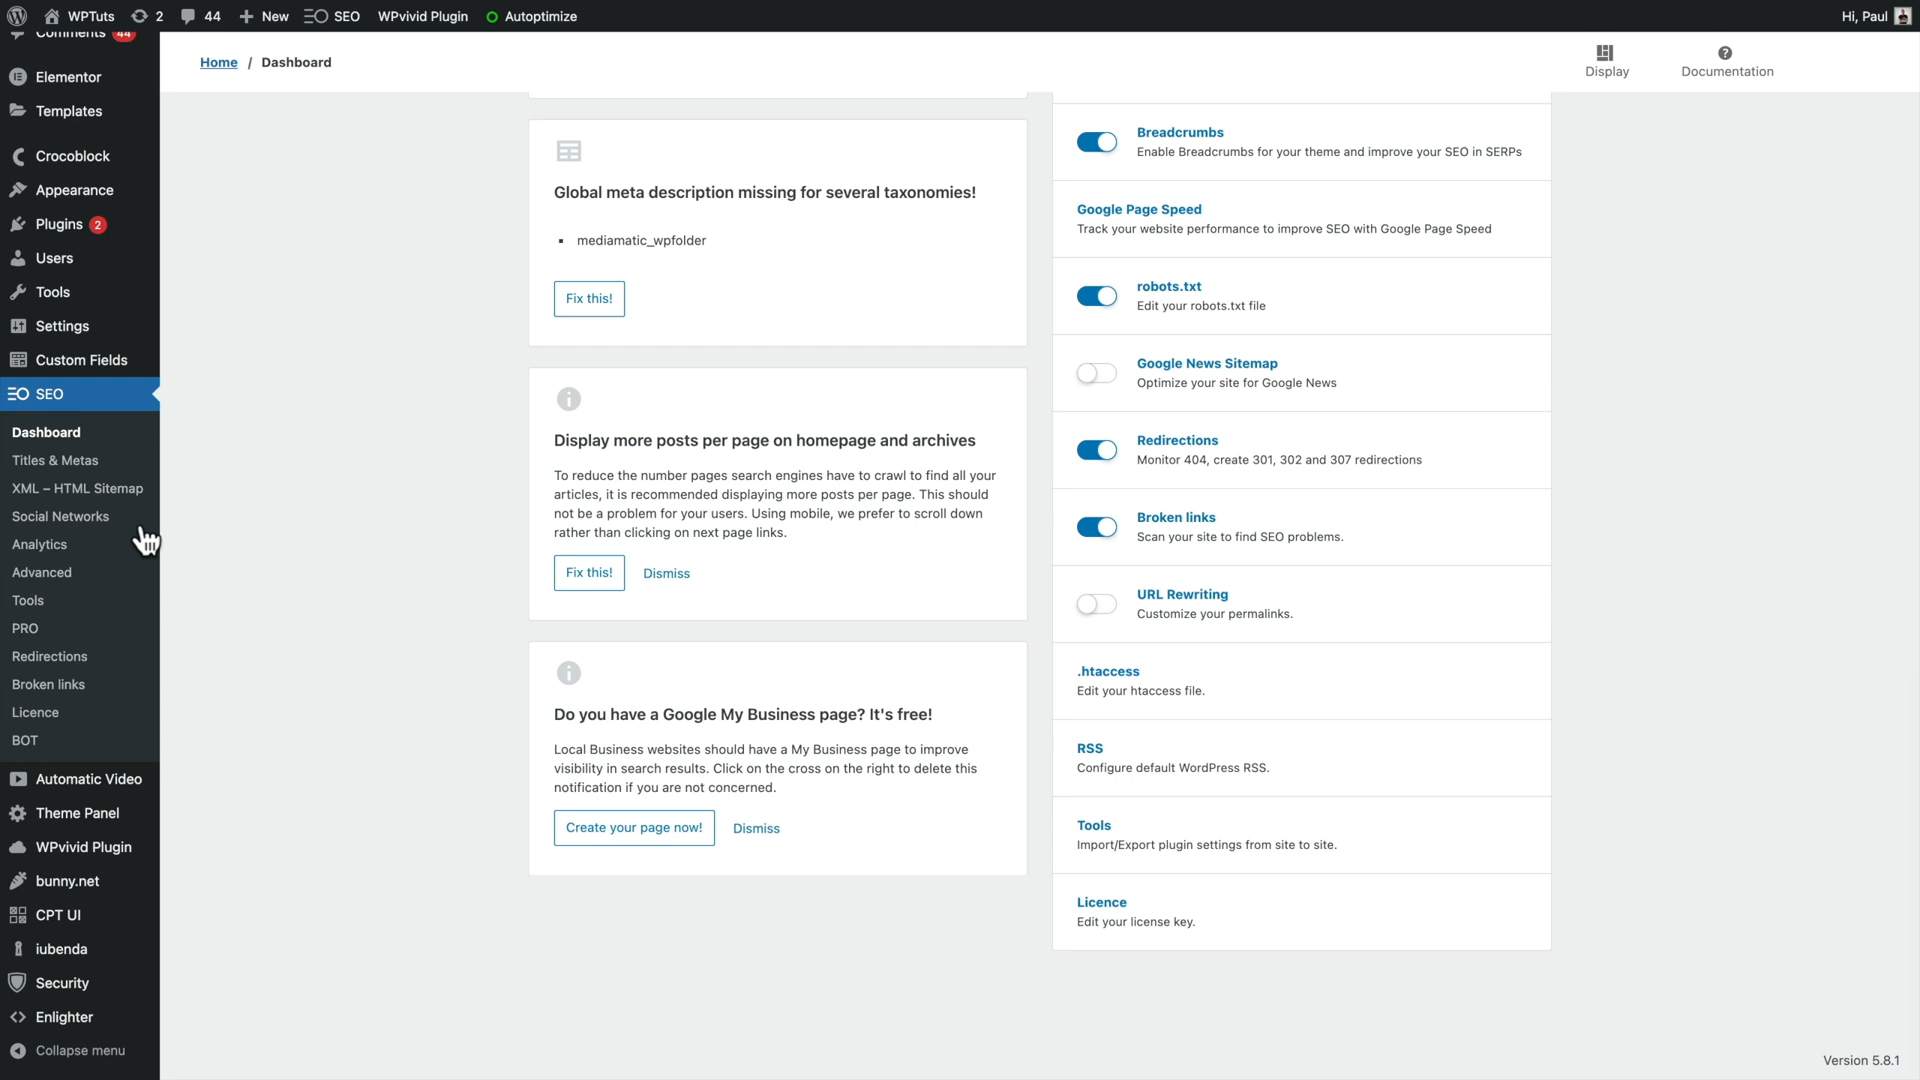 WPTuts 2 44 New SEO WPvivid Plugin Autoptimize Hi, Paul
Comments 44
Elementor
Templates
Crocoblock
Appearance
Plugins 2
Users
Tools
Settings
Custom Fields
SEO
Dashboard
Titles & Metas
XML – HTML Sitemap
Social Networks
Analytics
Advanced
Tools
PRO
Redirections
Broken links
Licence
BOT
Automatic Video
Theme Panel
WPvivid Plugin
bunny.net
CPT UI
iubenda
Security
Enlighter
Collapse menu
Home / Dashboard
Display
Documentation
Global meta description missing for several taxonomies!
▪ mediamatic_wpfolder
Fix this!
Display more posts per page on homepage and archives
To reduce the number pages search engines have to crawl to find all your
articles, it is recommended displaying more posts per page. This should
not be a problem for your users. Using mobile, we prefer to scroll down
rather than clicking on next page links.
Fix this! Dismiss
Do you have a Google My Business page? It's free!
Local Business websites should have a My Business page to improve
visibility in search results. Click on the cross on the right to delete this
notification if you are not concerned.
Create your page now! Dismiss
Breadcrumbs
Enable Breadcrumbs for your theme and improve your SEO in SERPs
Google Page Speed
Track your website performance to improve SEO with Google Page Speed
robots.txt
Edit your robots.txt file
Google News Sitemap
Optimize your site for Google News
Redirections
Monitor 404, create 301, 302 and 307 redirections
Broken links
Scan your site to find SEO problems.
URL Rewriting
Customize your permalinks.
.htaccess
Edit your htaccess file.
RSS
Configure default WordPress RSS.
Tools
Import/Export plugin settings from site to site.
Licence
Edit your license key.
Version 5.8.1